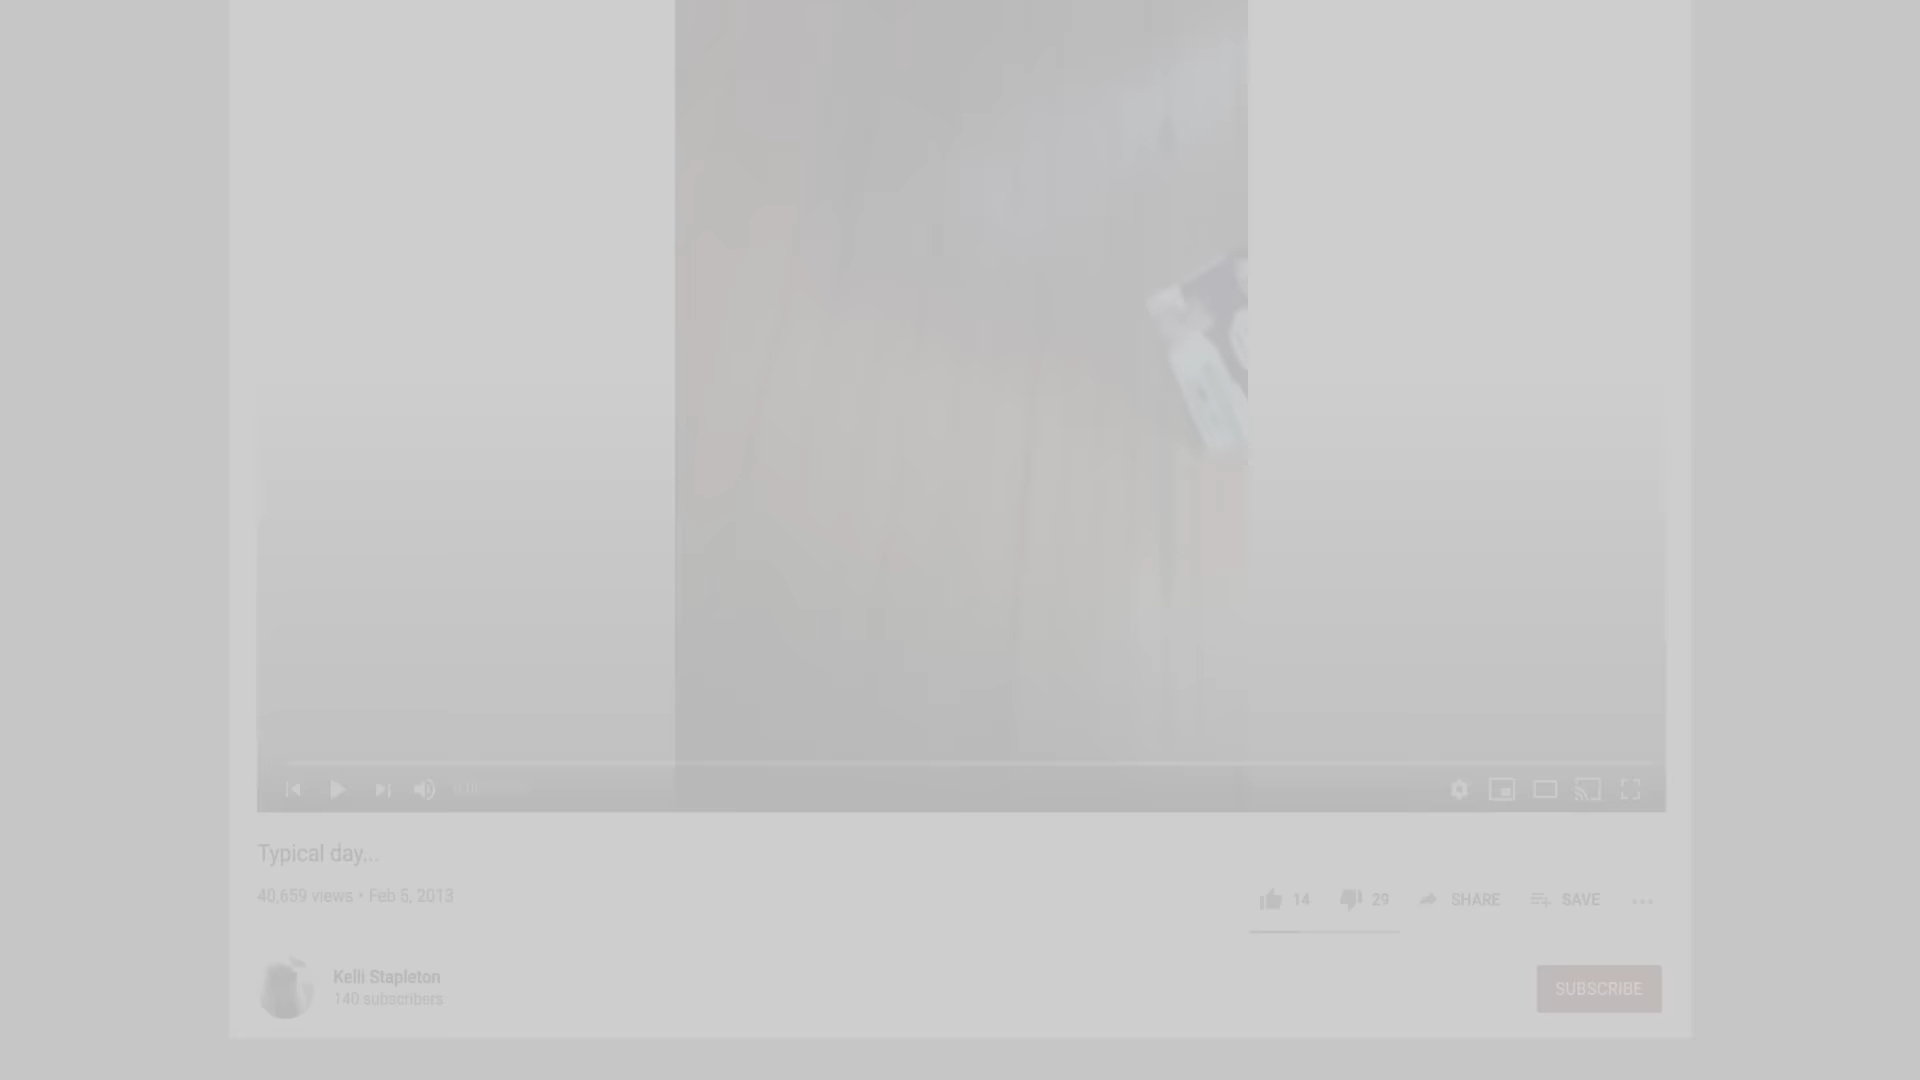 Typical day...
40,659 views • Feb 5, 2013
14
29
SHARE
SAVE
Kelli Stapleton
140 subscribers
SUBSCRIBE